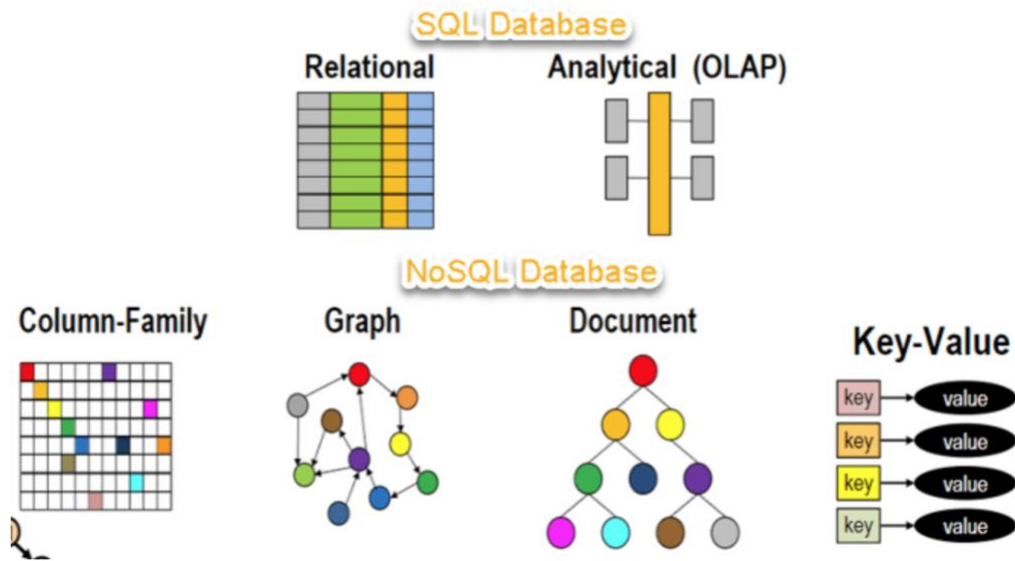 SQL Database
Relational
Analytical (OLAP)
NoSQL Database
Column-Family
Graph
Document
Key-Value
key value
key value
key value
key value